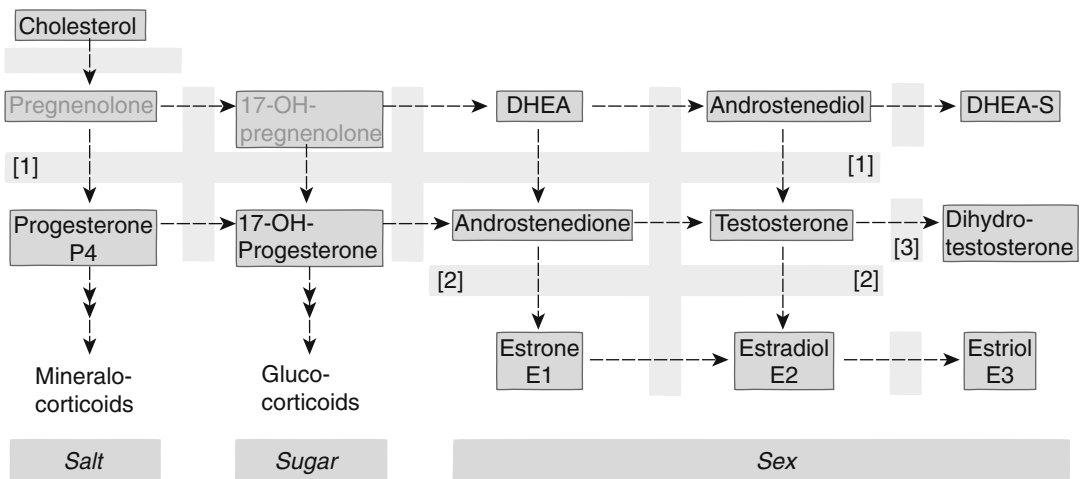 Cholesterol
Pregnenolone
17-OH-
pregnenolone
DHEA
Androstenediol
DHEA-S
[1]
[1]
Progesterone
P4
17-OH-
Progesterone
Androstenedione
Testosterone
Dihydro-
testosterone
[3]
[2]
[2]
Mineralo-
corticoids
Gluco-
corticoids
Estrone
E1
Estradiol
E2
Estriol
E3
Salt
Sugar
Sex